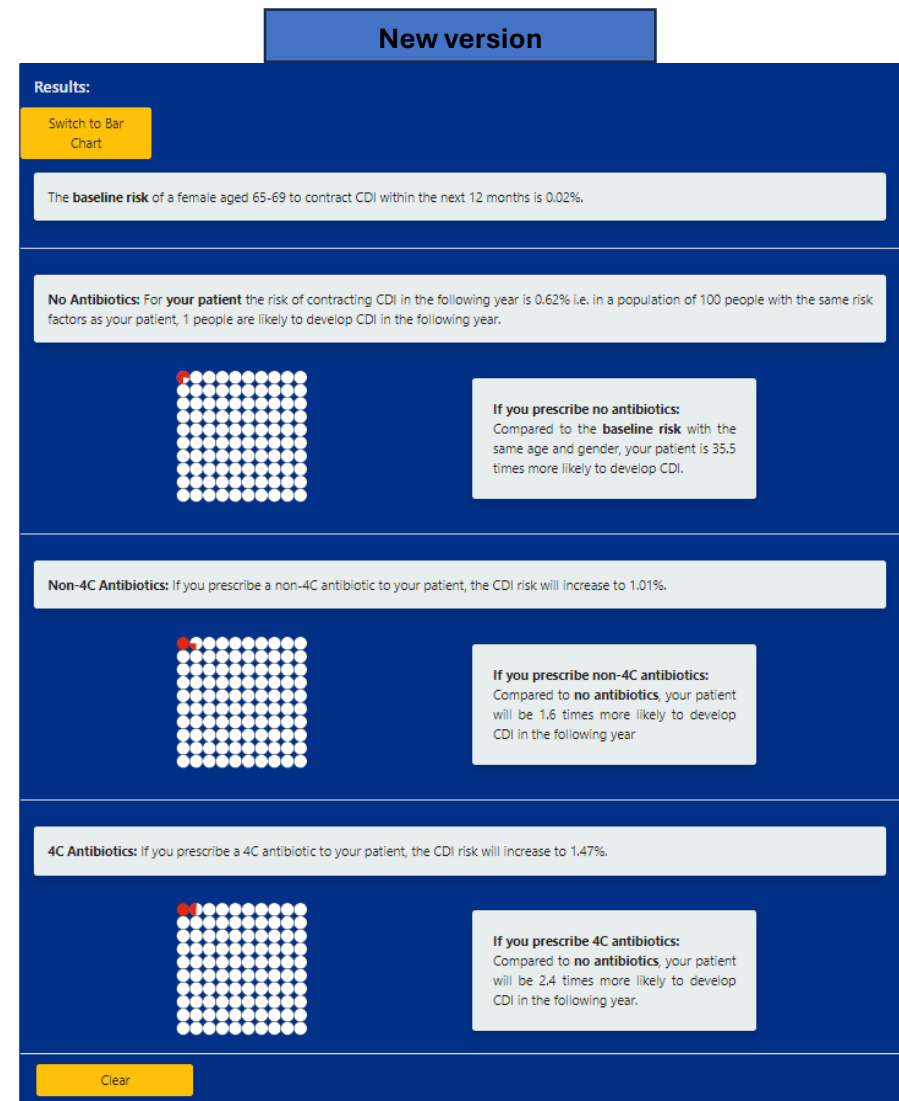 New version
Results:
Switch to Bar
Chart
The baseline risk of a female aged 65-69 to contract CDI within the next 12 months is 0.02%.
No Antibiotics: For your patient the risk of contracting CDI in the following year is 0.62% i.e. in a population of 100 people with the same risk
factors as your patient, 1 people are likely to develop CDI in the following year.
If you prescribe no antibiotics:
Compared to the baseline risk with the
same age and gender, your patient is 35.5
times more likely to develop CDI.
Non-4C Antibiotics: If you prescribe a non-4C antibiotic to your patient, the CDI risk will increase to 1.01%.
If you prescribe non-4C antibiotics:
Compared to no antibiotics, your patient
will be 1.6 times more likely to develop
CDI in the following year
4C Antibiotics: If you prescribe a 4C antibiotic to your patient, the CDI risk will increase to 1.47%.
If you prescribe 4C antibiotics:
Compared to no antibiotics, your patient
will be 2.4 times more likely to develop
CDI in the following year.
Clear